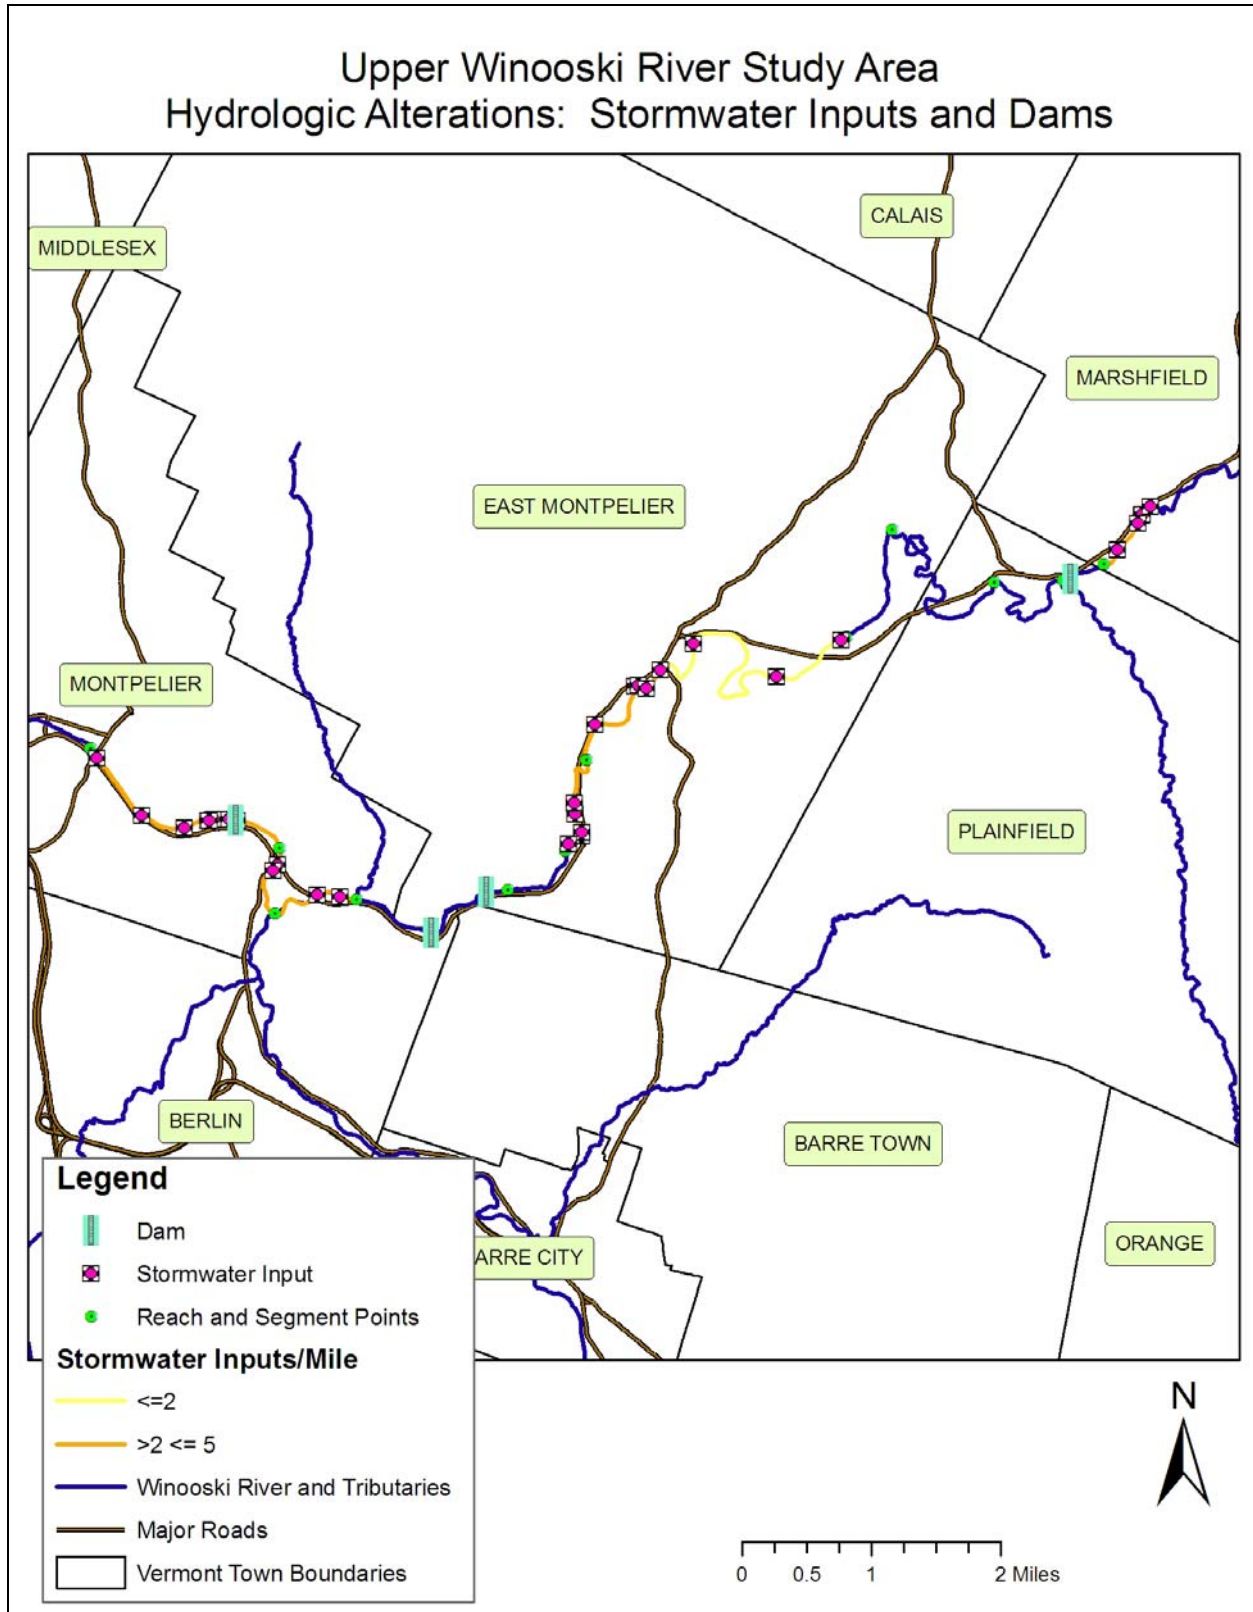 Upper Winooski River Study Area
Hydrologic Alterations: Stormwater Inputs and Dams
CALAIS
MIDDLESEX
MARSHFIELD
EAST MONTPELIER
MONTPELIER
PLAINFIELD
BERLIN
BARRE TOWN
ORANGE
ARRE CITY
Legend
Dam
Stormwater Input
Reach and Segment Points
Stormwater Inputs/Mile
<=2
>2 <= 5
Winooski River and Tributaries
Major Roads
Vermont Town Boundaries
N
0 0.5 1 2 Miles